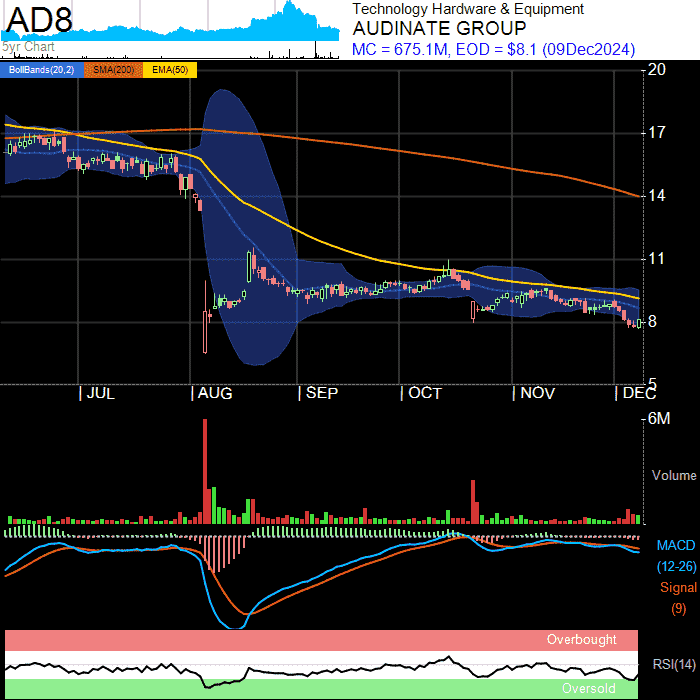 AD8
5yr Chart
Technology Hardware & Equipment
AUDINATE GROUP
MC = 675.1M, EOD = $8.1 (09Dec2024)
BollBands(20,2) SMA(200) EMA(50)
20
17
14
11
8
5
JUL AUG SEP OCT NOV DEC
6M
Volume
MACD
(12-26)
Signal
(9)
Overbought
RSI(14)
Oversold